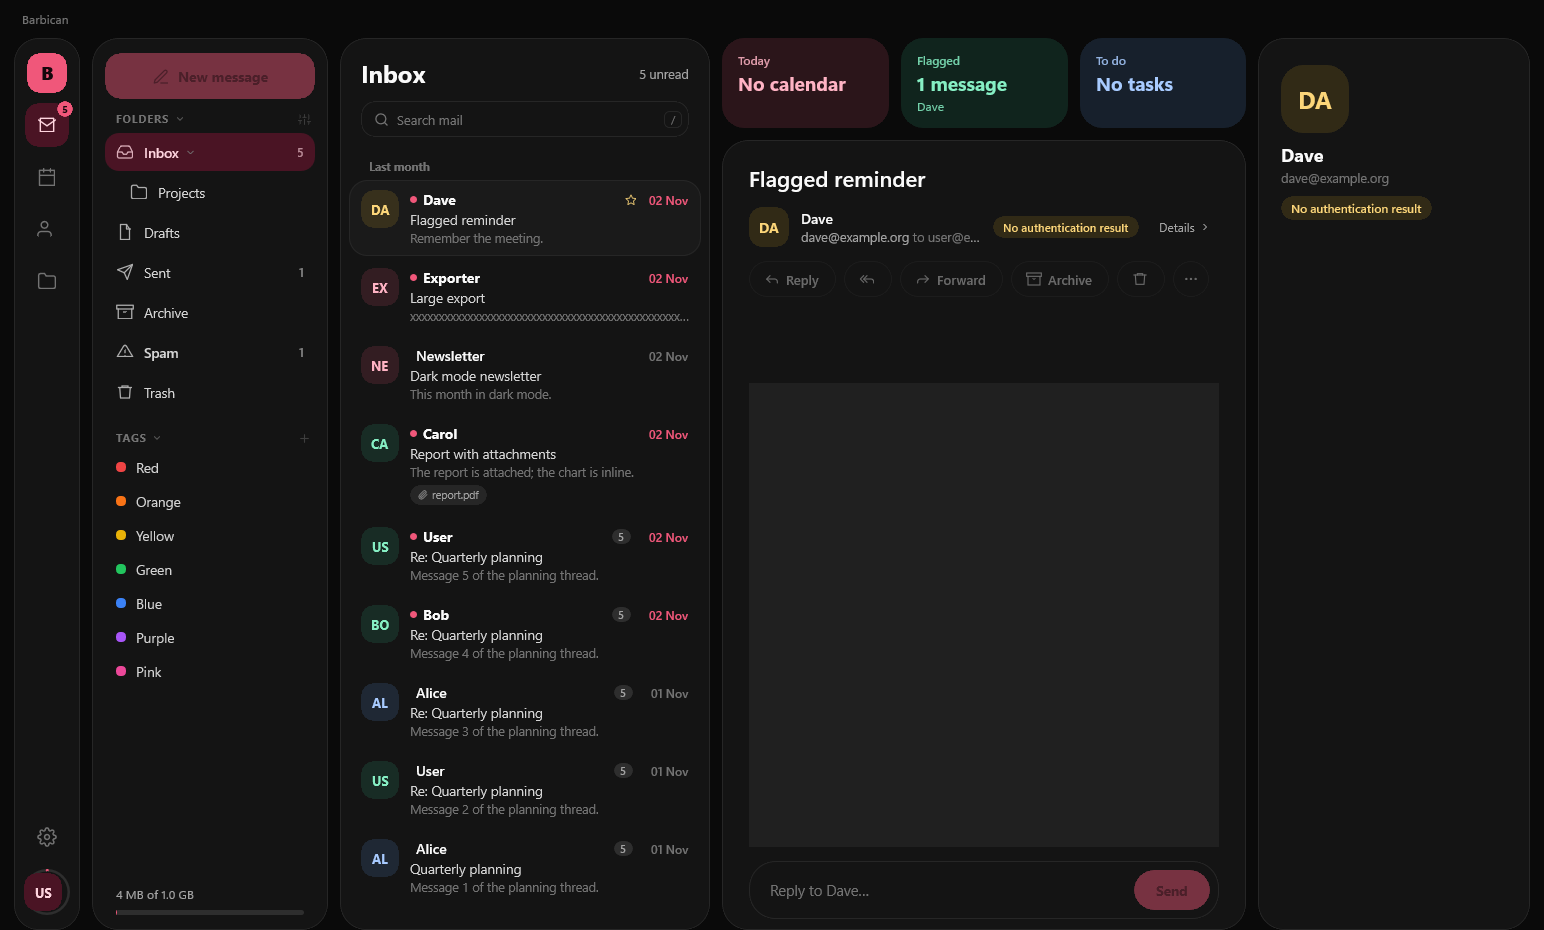 Barbican
B
5
US
New message
FOLDERS
Inbox 5
Projects
Drafts
Sent 1
Archive
Spam 1
Trash
TAGS
Red
Orange
Yellow
Green
Blue
Purple
Pink
4 MB of 1.0 GB
Inbox 5 unread
Search mail /
Last month
DA Dave 02 Nov
Flagged reminder
Remember the meeting.
EX Exporter 02 Nov
Large export
NE Newsletter 02 Nov
Dark mode newsletter
This month in dark mode.
CA Carol 02 Nov
Report with attachments
The report is attached; the chart is inline.
report.pdf
US User 5 02 Nov
Re: Quarterly planning
Message 5 of the planning thread.
BO Bob 5 02 Nov
Re: Quarterly planning
Message 4 of the planning thread.
AL Alice 5 01 Nov
Re: Quarterly planning
Message 3 of the planning thread.
US User 5 01 Nov
Re: Quarterly planning
Message 2 of the planning thread.
AL Alice 5 01 Nov
Quarterly planning
Message 1 of the planning thread.
Today
No calendar
Flagged
1 message
Dave
To do
No tasks
Flagged reminder
DA Dave
dave@example.org to user@e...
No authentication result
Details
Reply
Forward
Archive
Reply to Dave...
Send
DA
Dave
dave@example.org
No authentication result